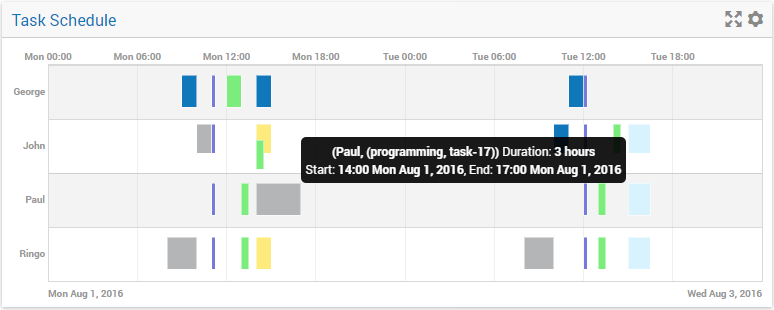 Task Schedule
Mon 00:00 Mon 06:00 Mon 12:00 Mon 18:00 Tue 00:00 Tue 06:00 Tue 12:00 Tue 18:00
George
John
(Paul, (programming, task-17)) Duration: 3 hours
Start: 14:00 Mon Aug 1, 2016, End: 17:00 Mon Aug 1, 2016
Paul
Ringo
Mon Aug 1, 2016 Wed Aug 3, 2016